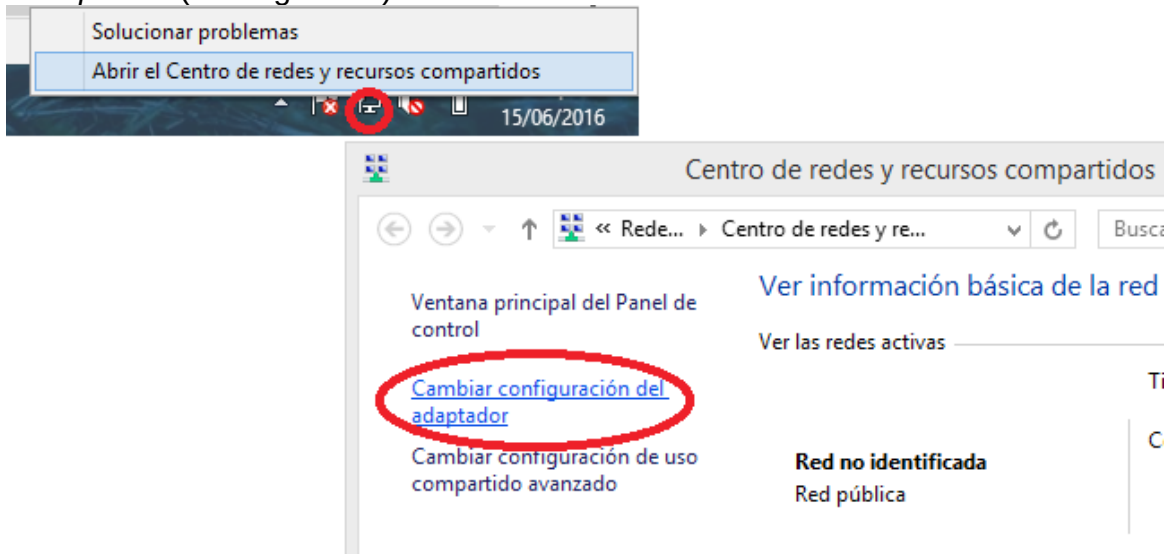 Solucionar problemas
Abrir el Centro de redes y recursos compartidos
15/06/2016
Centro de redes y recursos compartidos
« Rede... Centro de redes y re... Busca
Ventana principal del Panel de
control
Ver información básica de la red
Ver las redes activas
Cambiar configuración del
adaptador
Cambiar configuración de uso
compartido avanzado
Red no identificada
Red pública